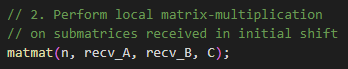 // 2. Perform local matrix-multiplication
// on submatrices received in initial shift
matmat(n, recv_A, recv_B, C);